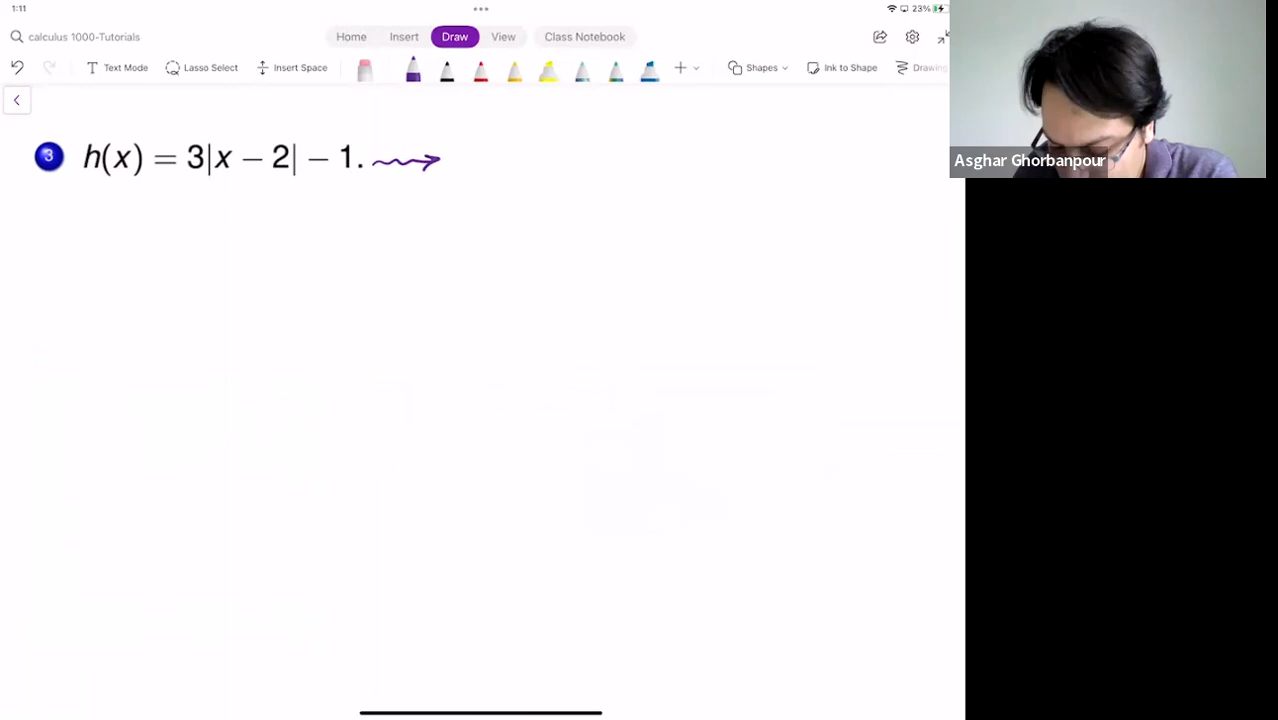 1:11
23%
calculus 1000-Tutorials
Home Insert Draw View Class Notebook
Text Mode Lasso Select Insert Space Shapes Ink to Shape Drawing
Asghar Ghorbanpour
3 h(x) = 3|x − 2| − 1.